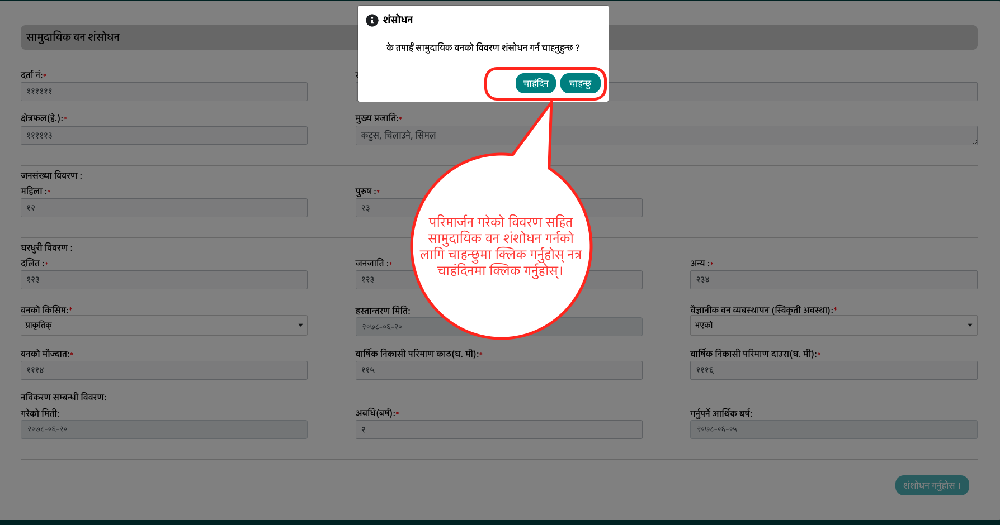 शंसोधन
के तपाईँ सामुदायिक वनको विवरण शंसोधन गर्न चाहनुहुन्छ ?
चाहंदिन चाहन्छु
सामुदायिक वन शंसोधन
दर्ता नं:*
११११११
क्षेत्रफल(हे.):* मुख्य प्रजाति:*
१११११३ कटुस, चिलाउने, सिमल
जनसंख्या विवरण :
महिला :* पुरुष :*
१२ २३
परिमार्जन गरेको विवरण सहित
सामुदायिक वन शंशोधन गर्नको
लागि चाहन्छुमा क्लिक गर्नुहोस् नत्र
चाहंदिनमा क्लिक गर्नुहोस्।
घरधुरी विवरण :
दलित :* जनजाति :* अन्य :*
१२३ १२३ २३४
वनको किसिम:* हस्तान्तरण मिति: वैज्ञानीक वन व्यबस्थापन (स्विकृती अवस्था):*
प्राकृतिक् २०७८-०६-२० भएको
वनको मौज्दात:* वार्षिक निकासी परिमाण काठ(घ. मी):* वार्षिक निकासी परिमाण दाउरा(घ. मी):*
१११४ ११५ १११६
नविकरण सम्बन्धी विवरण:
गरेको मिती: अबधि(बर्ष):* गर्नुपर्ने आर्थिक बर्ष:
२०७८-०६-२० २ २०७८-०६-०५
शंशोधन गर्नुहोस ।